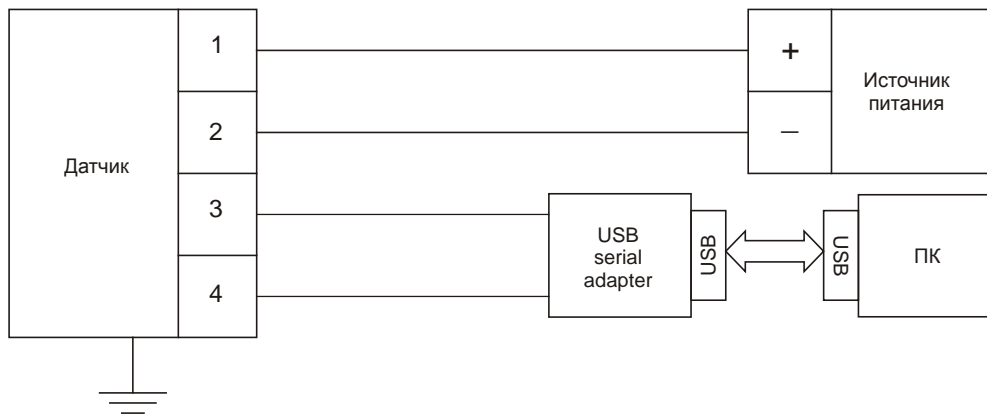 Датчик
1
2
3
4
+
–
Источник
питания
USB
serial
adapter
USB
USB
ПК